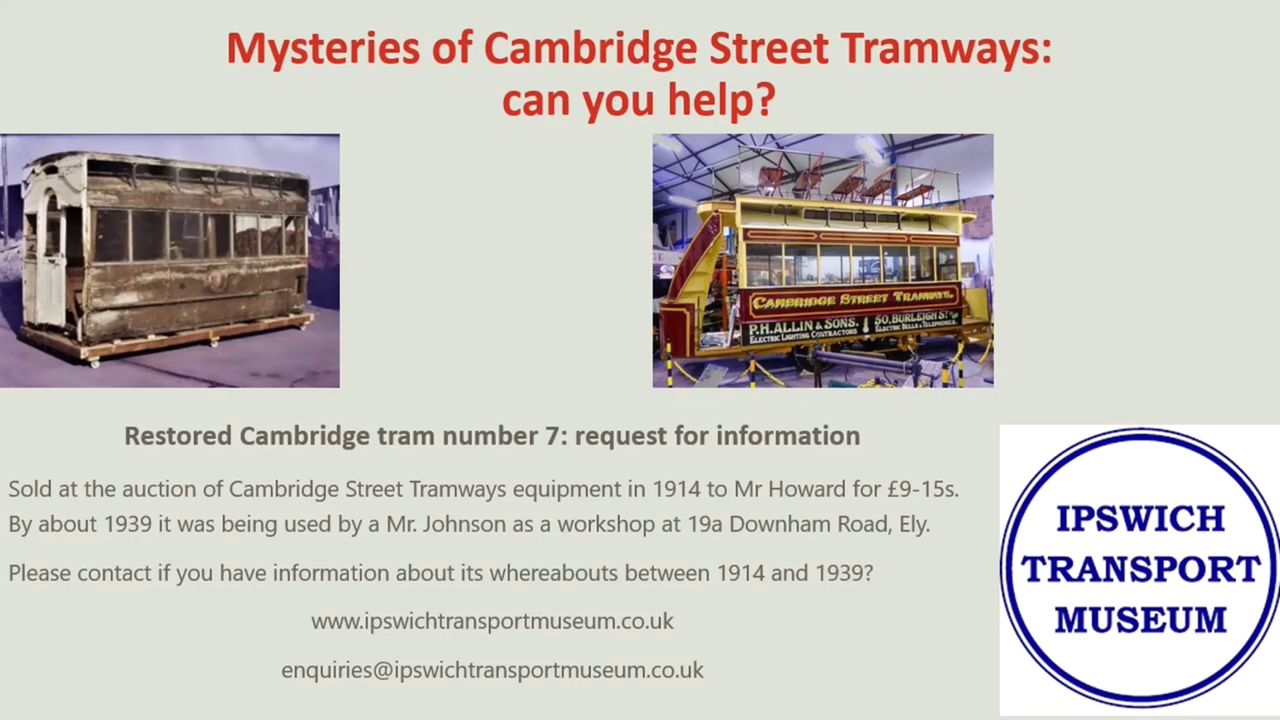 Mysteries of Cambridge Street Tramways:
can you help?
CAMBRIDGE STREET TRAMWAYS.
P.H.ALLIN & SONS.
ELECTRIC LIGHTING CONTRACTORS
50, BURLEIGH ST
ELECTRIC BELLS & TELEPHONES.
Restored Cambridge tram number 7: request for information
Sold at the auction of Cambridge Street Tramways equipment in 1914 to Mr Howard for £9-15s.
By about 1939 it was being used by a Mr. Johnson as a workshop at 19a Downham Road, Ely.
Please contact if you have information about its whereabouts between 1914 and 1939?
www.ipswichtransportmuseum.co.uk
enquiries@ipswichtransportmuseum.co.uk
IPSWICH
TRANSPORT
MUSEUM